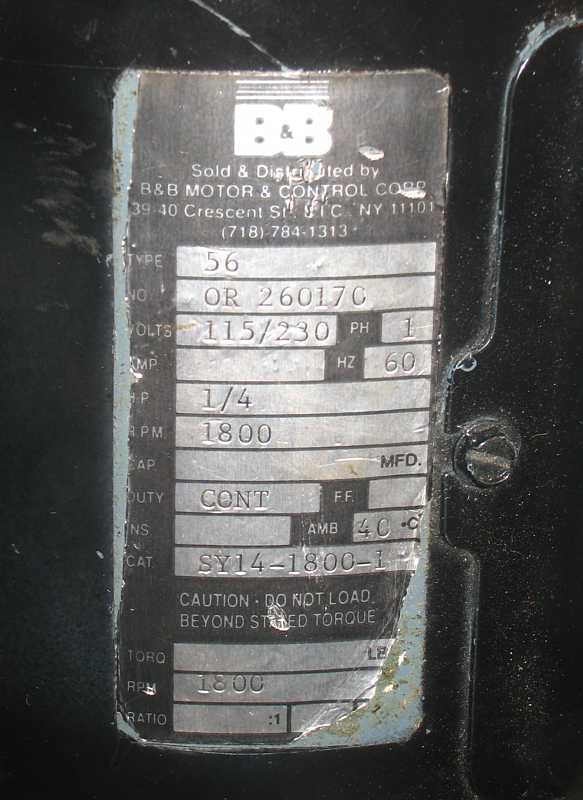 B&B
Sold & Distributed by
B&B MOTOR & CONTROL CORP.
39-40 Crescent St. L.I.C. NY 11101
(718)-784-1313
TYPE 56
NO. OR 260170
VOLTS 115/230 PH 1
AMP. HZ 60
H.P. 1/4
R.P.M. 1800
CAP. MFD.
DUTY CONT F.F.
INS AMB 40 °C
CAT. SY14-1800-1
CAUTION - DO NOT LOAD
BEYOND STATED TORQUE
TORQ
RPM 1800
RATIO :1